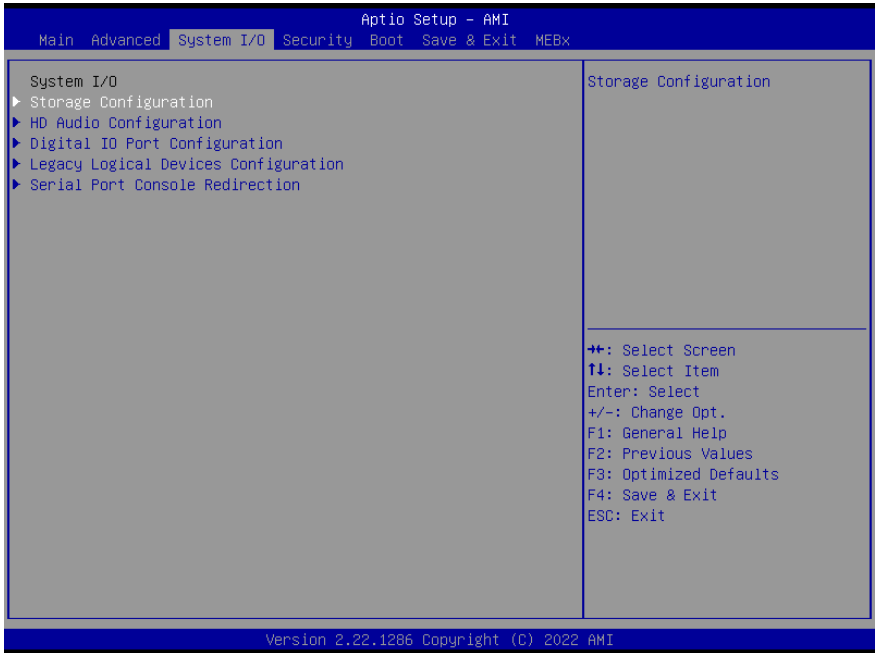 Aptio Setup – AMI
Main Advanced System I/O Security Boot Save & Exit MEBx
System I/O
Storage Configuration
HD Audio Configuration
Digital IO Port Configuration
Legacy Logical Devices Configuration
Serial Port Console Redirection
Storage Configuration
→←: Select Screen
↑↓: Select Item
Enter: Select
+/-: Change Opt.
F1: General Help
F2: Previous Values
F3: Optimized Defaults
F4: Save & Exit
ESC: Exit
Version 2.22.1286 Copyright (C) 2022 AMI